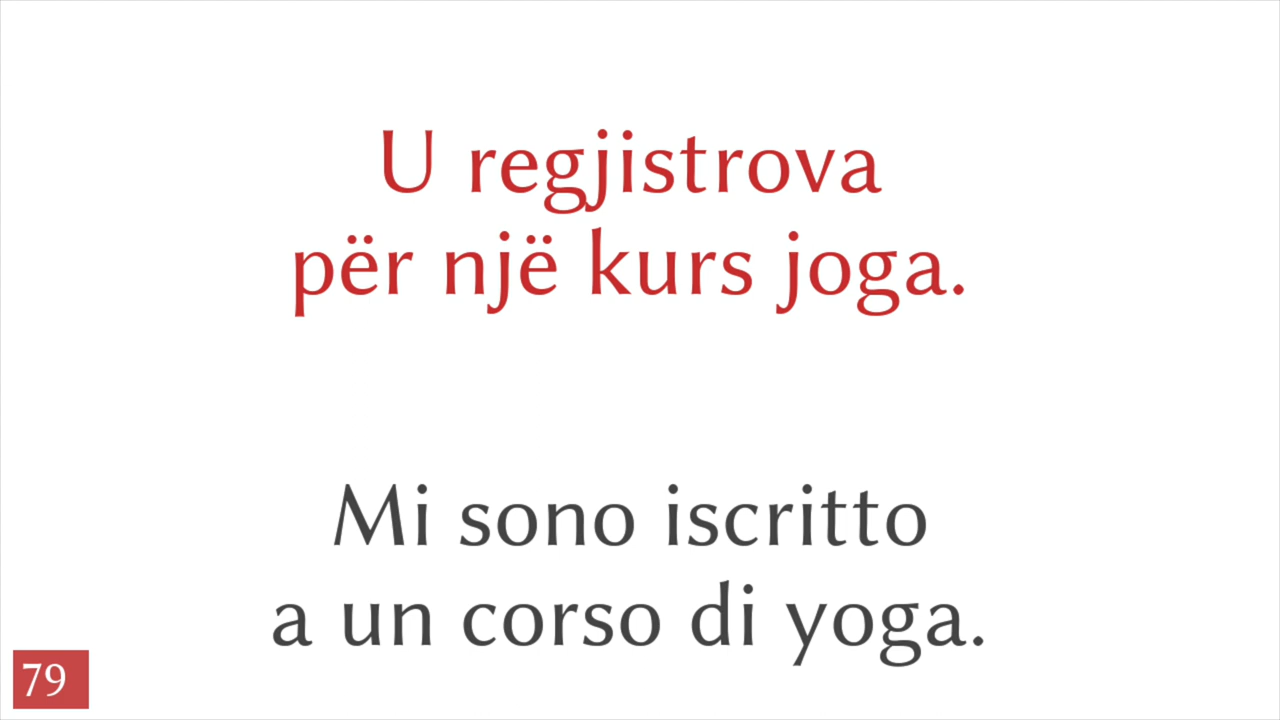 U regjistrova
për një kurs joga.
Mi sono iscritto
a un corso di yoga.
79